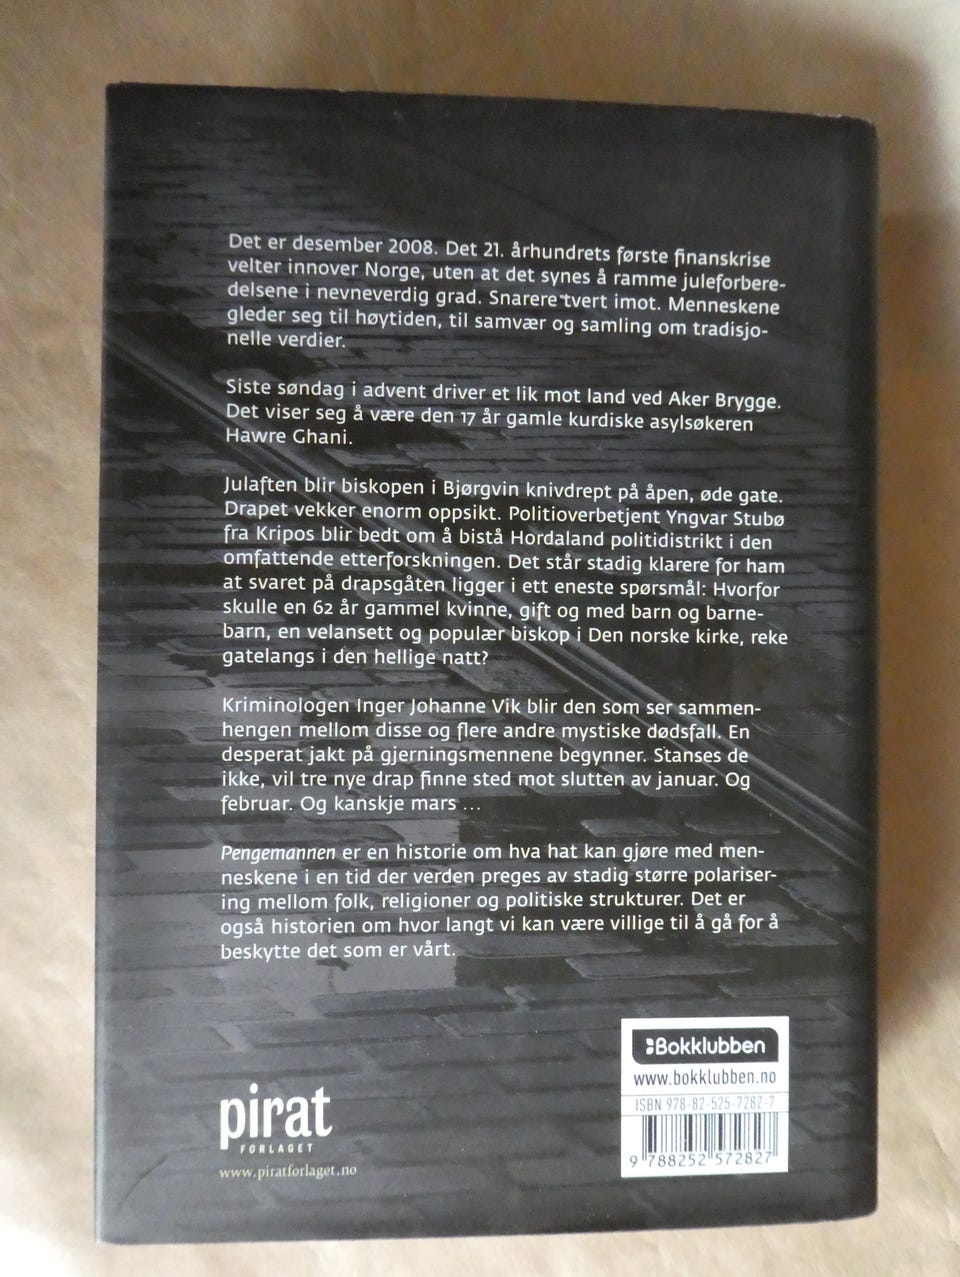 Det er desember 2008. Det 21. århundrets første finanskrise
velter innover Norge, uten at det synes å ramme juleforbere-
delsene i nevneverdig grad. Snarere tvert imot. Menneskene
gleder seg til høytiden, til samvær og samling om tradisjo-
nelle verdier.
Siste søndag i advent driver et lik mot land ved Aker Brygge.
Det viser seg å være den 17 år gamle kurdiske asylsøkeren
Hawre Ghani.
Julaften blir biskopen i Bjørgvin knivdrept på åpen, øde gate.
Drapet vekker enorm oppsikt. Politioverbetjent Yngvar Stubø
fra Kripos blir bedt om å bistå Hordaland politidistrikt i den
omfattende etterforskningen. Det står stadig klarere for ham
at svaret på drapsgåten ligger i ett eneste spørsmål: Hvorfor
skulle en 62 år gammel kvinne, gift og med barn og barne-
barn, en velansett og populær biskop i Den norske kirke, reke
gatelangs i den hellige natt?
Kriminologen Inger Johanne Vik blir den som ser sammen-
hengen mellom disse og flere andre mystiske dødsfall. En
desperat jakt på gjerningsmennene begynner. Stanses de
ikke, vil tre nye drap finne sted mot slutten av januar. Og
februar. Og kanskje mars ...
Pengemannen er en historie om hva hat kan gjøre med men-
neskene i en tid der verden preges av stadig større polariser-
ing mellom folk, religioner og politiske strukturer. Det er
også historien om hvor langt vi kan være villige til å gå for å
beskytte det som er vårt.
pirat
FORLAGET
www.piratforlaget.no
Bokklubben
www.bokklubben.no
ISBN 978-82-525-7282-7
9 788252 572827